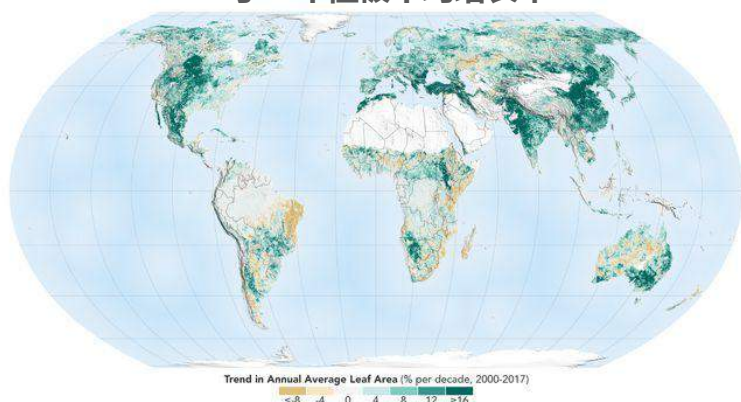 Trend in Annual Average Leaf Area (% per decade, 2000-2017)
≤-8 -4 0 4 8 12 ≥16